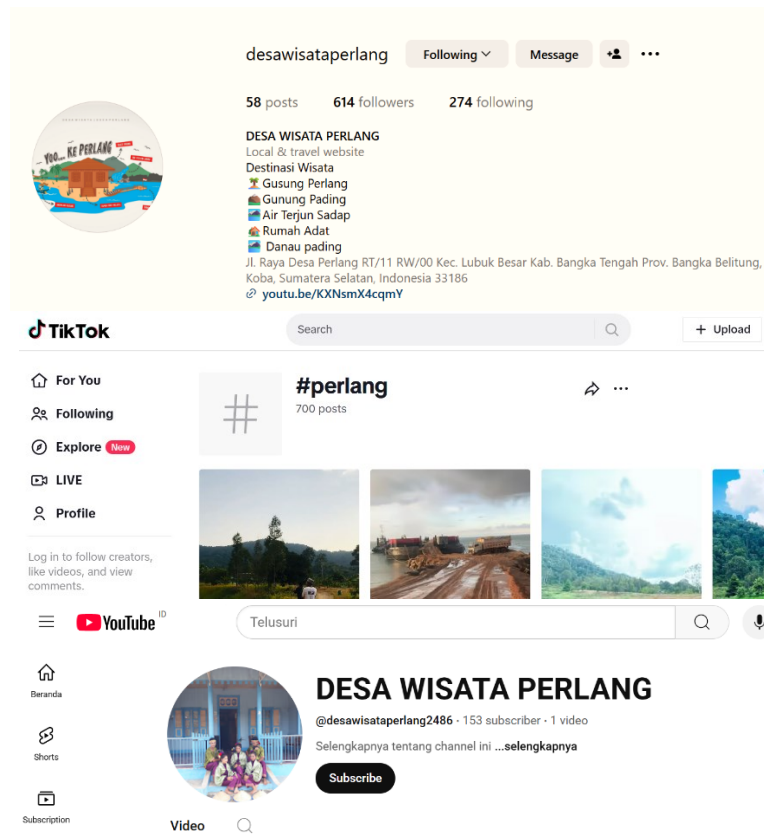 desawisataperlang Following Message
58 posts 614 followers 274 following
YOO... KE PERLANG
DESA WISATA PERLANG
Local & travel website
Destinasi Wisata
Gusung Perlang
Gunung Pading
Air Terjun Sadap
Rumah Adat
Danau pading
Jl. Raya Desa Perlang RT/11 RW/00 Kec. Lubuk Besar Kab. Bangka Tengah Prov. Bangka Belitung,
Koba, Sumatera Selatan, Indonesia 33186
youtu.be/KXNsmX4cqmY
TikTok Search + Upload
For You
Following
Explore New
LIVE
Profile
Log in to follow creators,
like videos, and view
comments.
#perlang
700 posts
YouTube ID Telusuri
Beranda
Shorts
Subscription
DESA WISATA PERLANG
@desawisataperlang2486 · 153 subscriber · 1 video
Selengkapnya tentang channel ini ...selengkapnya
Subscribe
Video